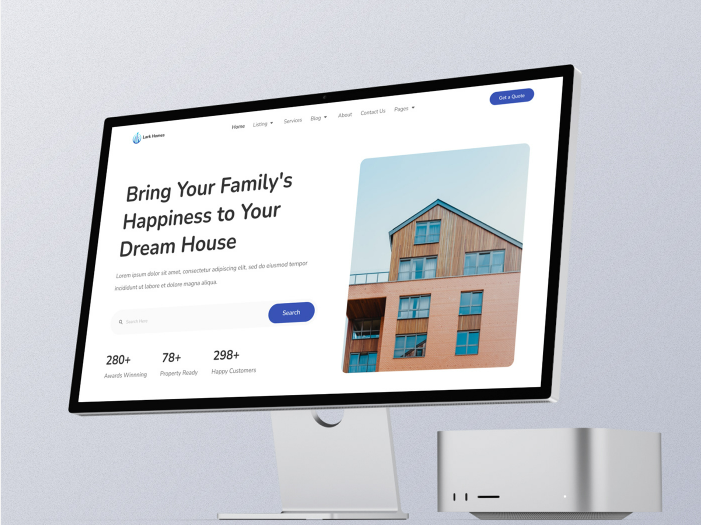 Lark Homes
Home Listing Services Blog About Contact Us Pages
Get a Quote
Bring Your Family's
Happiness to Your
Dream House
Lorem ipsum dolor sit amet, consectetur adipiscing elit, sed do eiusmod tempor
incididunt ut labore et dolore magna aliqua.
Search Here
Search
280+ 78+ 298+
Awards Winning Property Ready Happy Customers